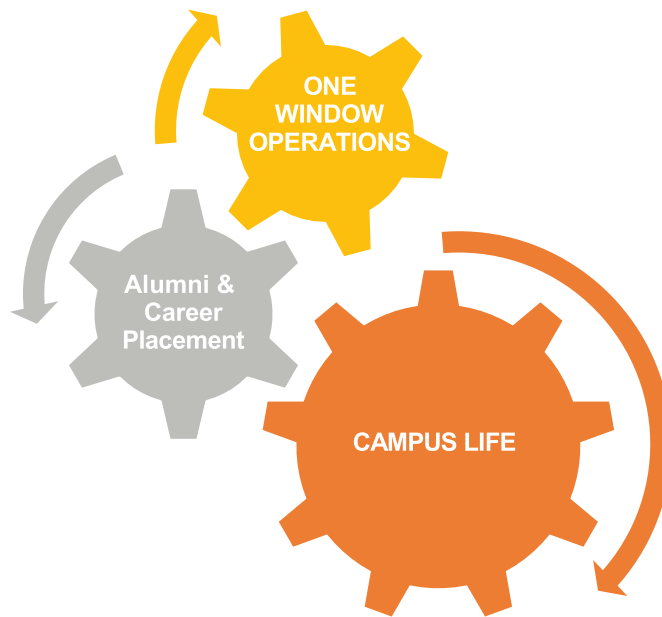 ONE
WINDOW
OPERATIONS
Alumni &
Career
Placement
CAMPUS LIFE